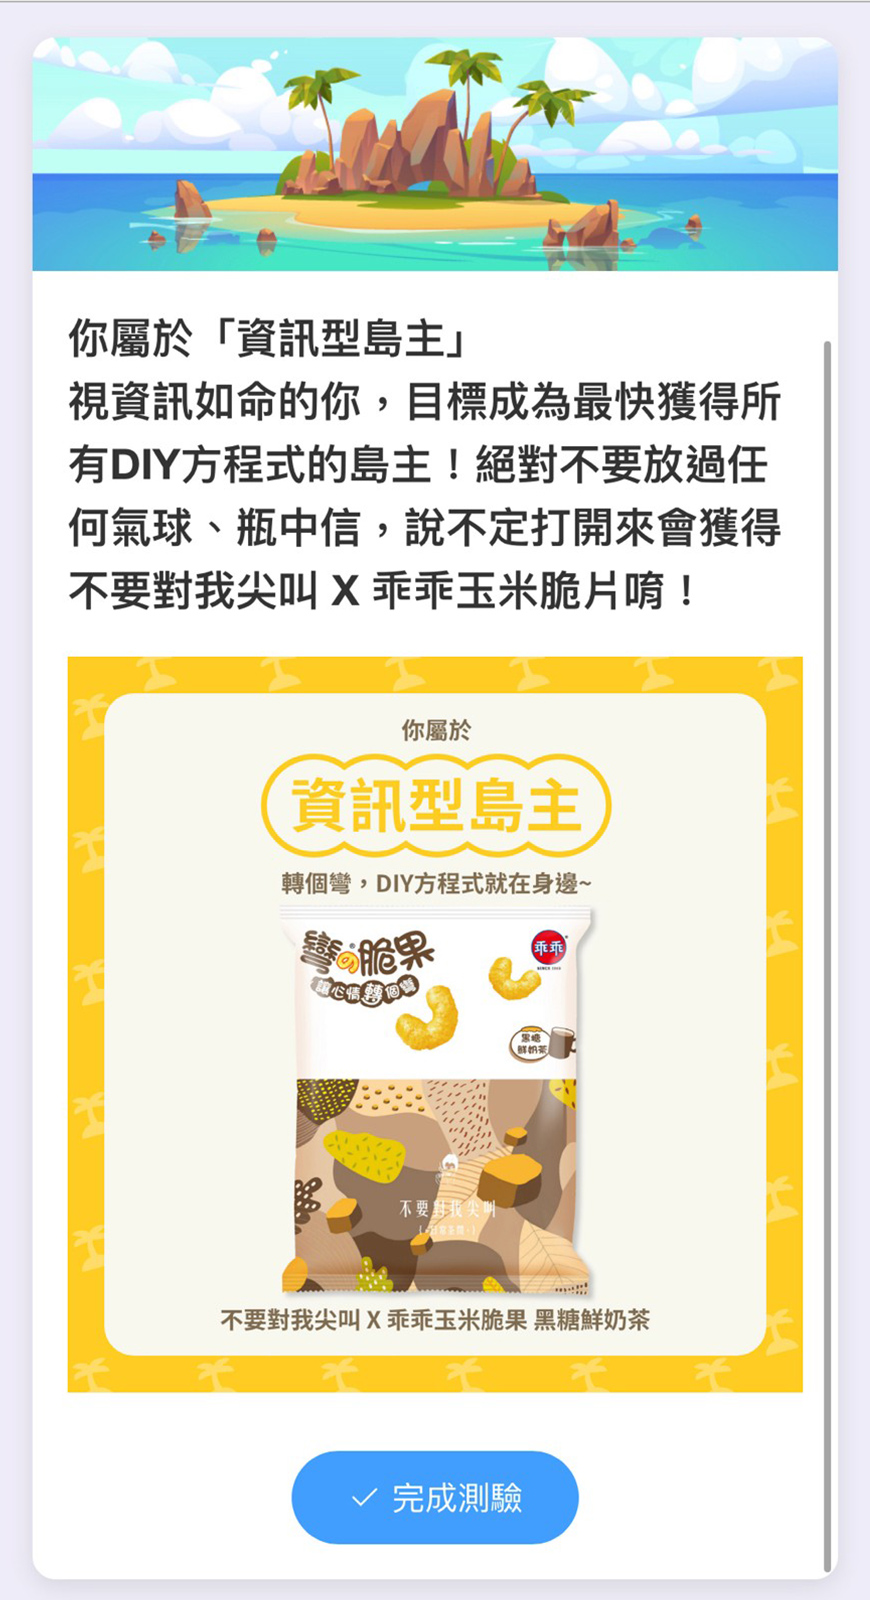 你屬於「資訊型島主」
視資訊如命的你，目標成為最快獲得所
有DIY方程式的島主！絕對不要放過任
何氣球、瓶中信，說不定打開來會獲得
不要對我尖叫 X 乖乖玉米脆片唷！
你屬於
資訊型島主
轉個彎，DIY方程式就在身邊~
彎の脆果
讓心情轉個彎
乖乖
SINCE 1968
黑糖
鮮奶茶
不要對我尖叫
不要對我尖叫 X 乖乖玉米脆果 黑糖鮮奶茶
完成測驗